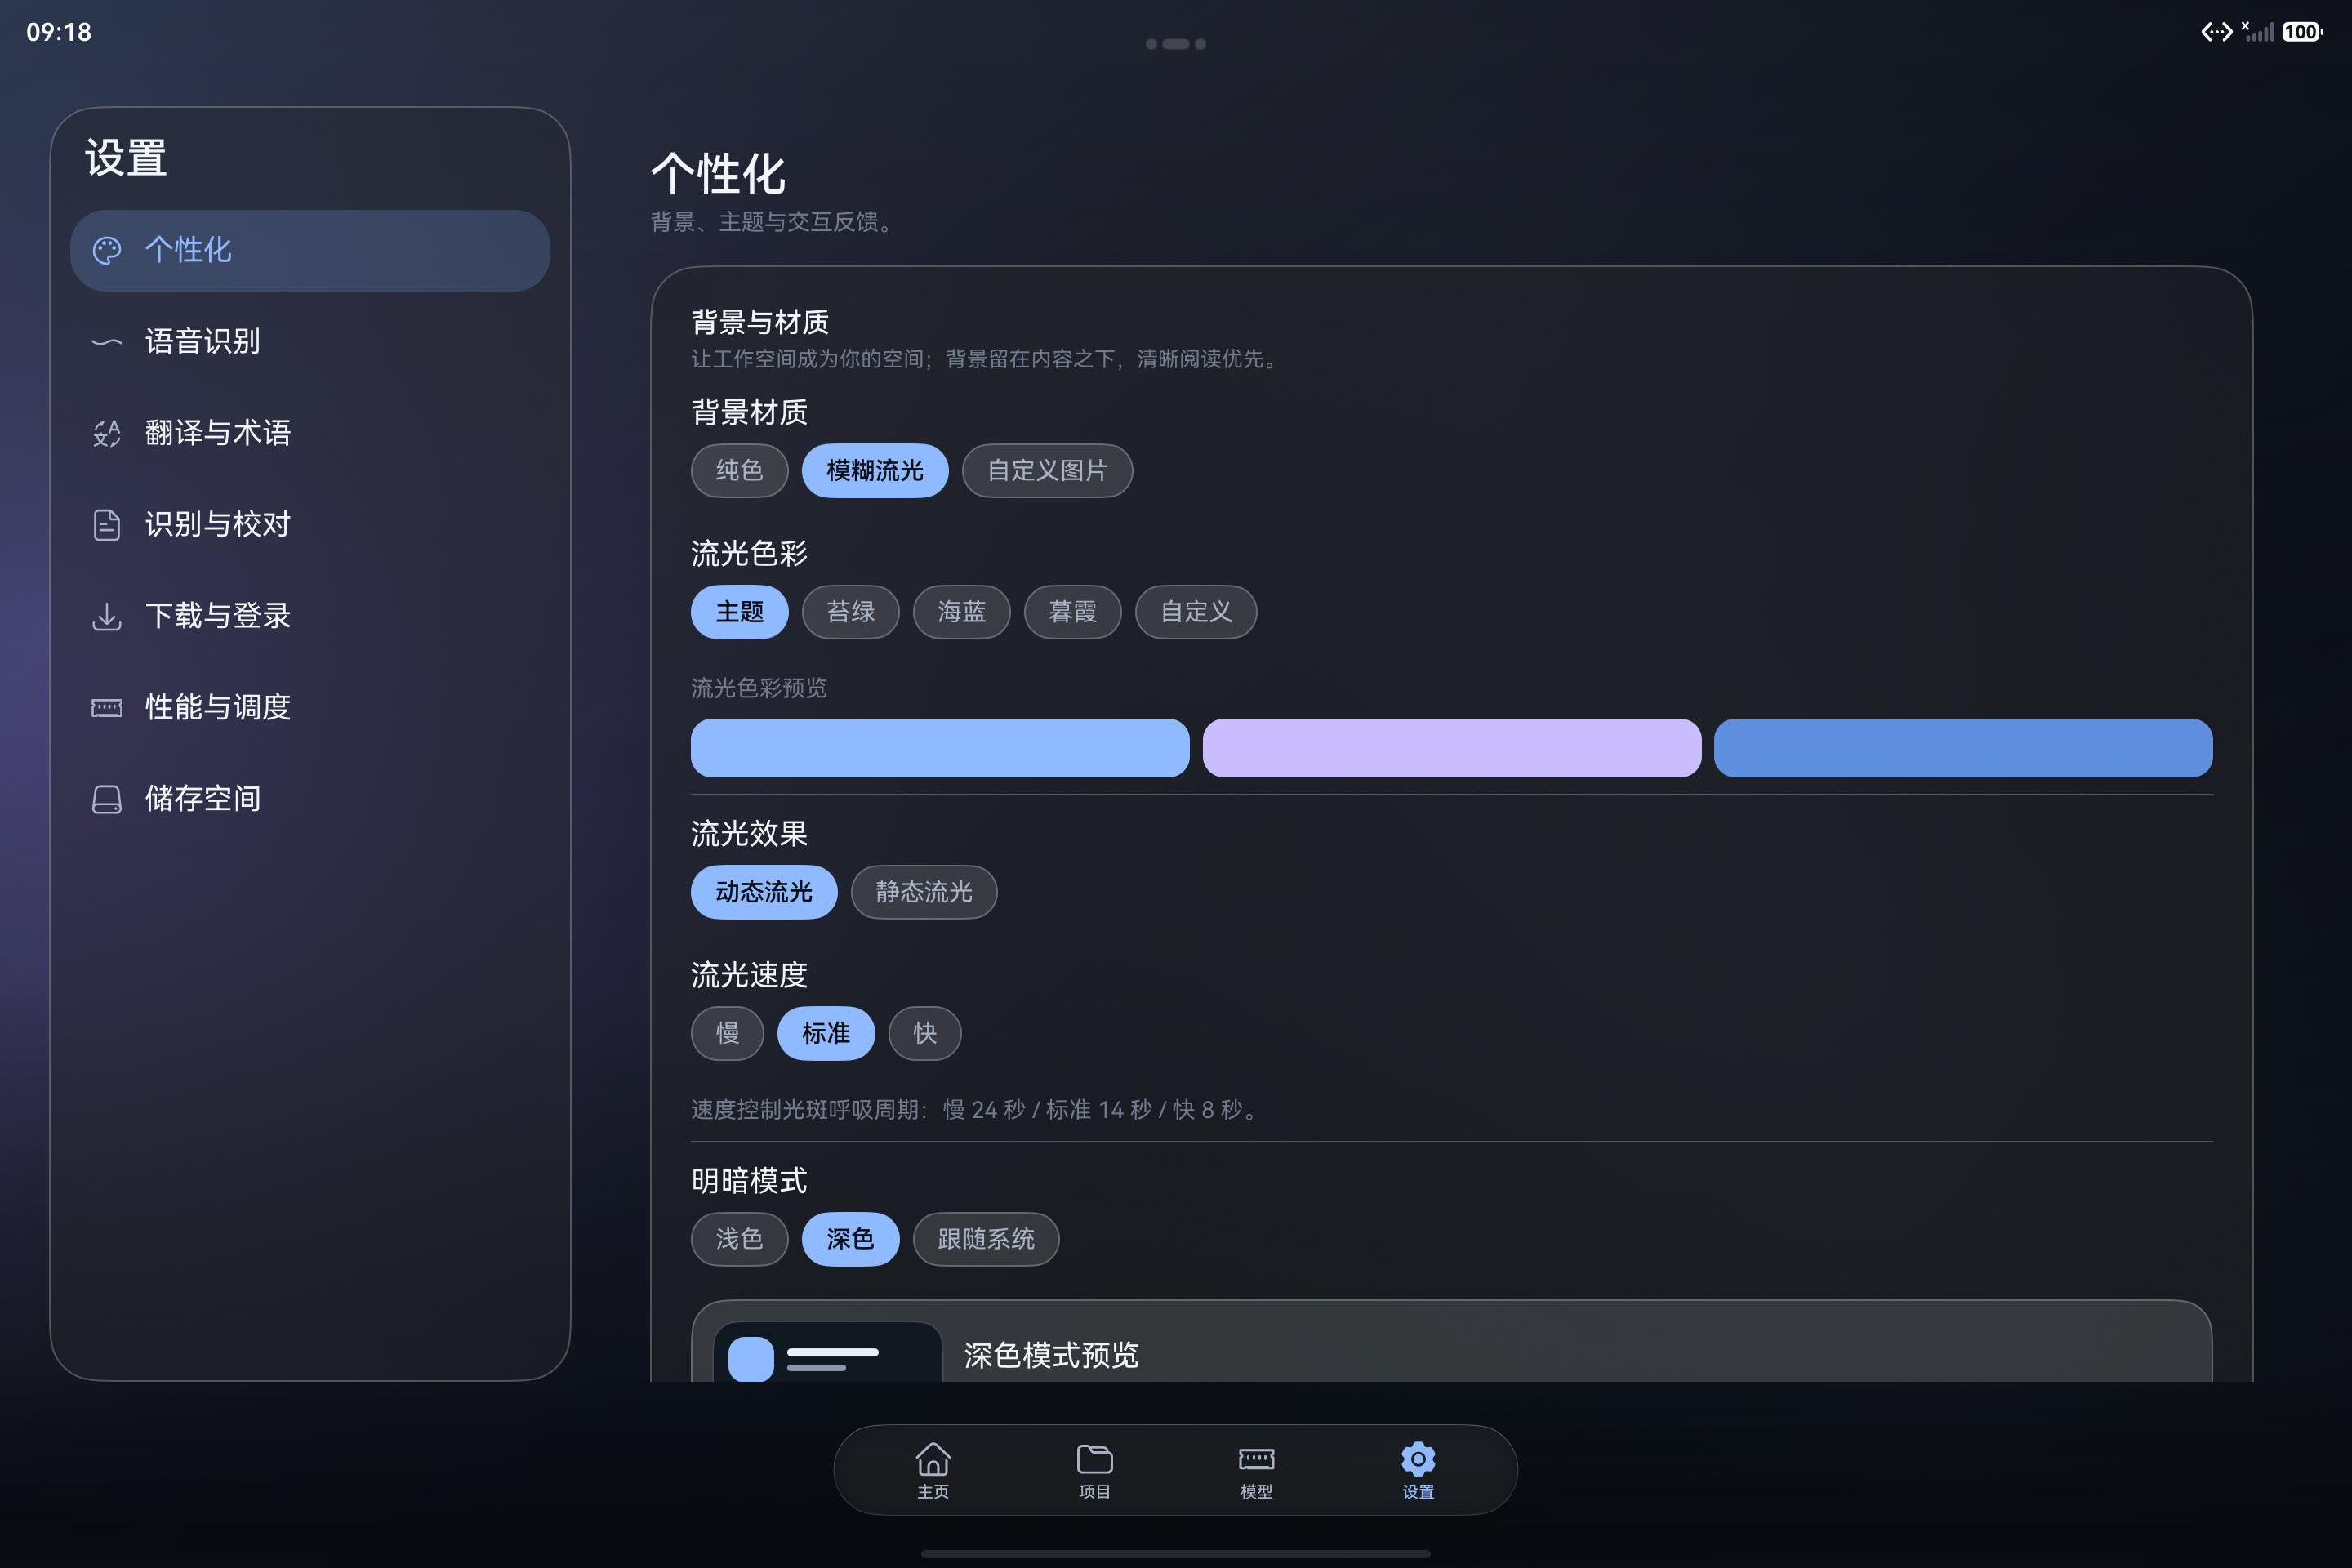 09:18
100
设置
个性化
语音识别
翻译与术语
识别与校对
下载与登录
性能与调度
储存空间
个性化
背景、主题与交互反馈。
背景与材质
让工作空间成为你的空间；背景留在内容之下，清晰阅读优先。
背景材质
纯色 模糊流光 自定义图片
流光色彩
主题 苔绿 海蓝 暮霞 自定义
流光色彩预览
流光效果
动态流光 静态流光
流光速度
慢 标准 快
速度控制光斑呼吸周期：慢 24 秒 / 标准 14 秒 / 快 8 秒。
明暗模式
浅色 深色 跟随系统
深色模式预览
主页 项目 模型 设置